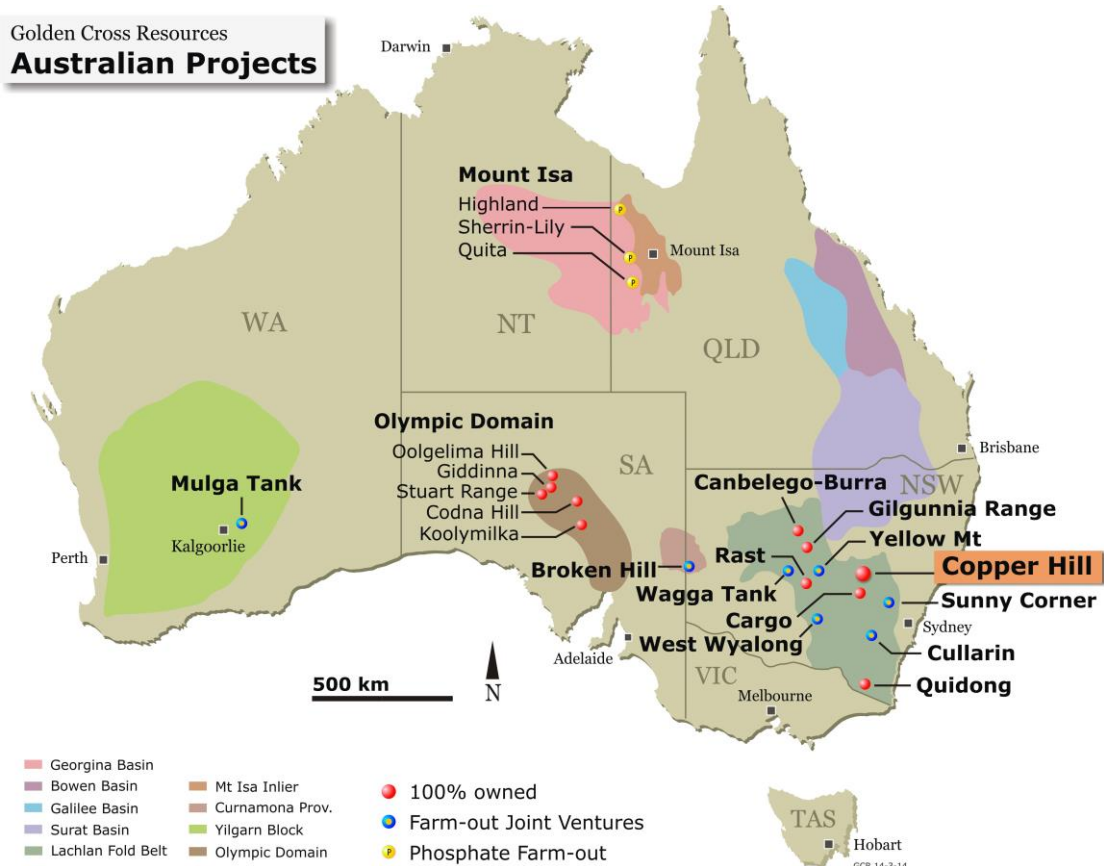 Golden Cross Resources
Australian Projects
Darwin
Mount Isa
Highland
Sherrin-Lily
Quita
P
P
P
Mount Isa
WA
NT
QLD
Olympic Domain
Oolgelima Hill
Giddinna
Stuart Range
Codna Hill
Koolymilka
SA
Brisbane
NSW
Mulga Tank
Kalgoorlie
Perth
Canbelego-Burra
Gilgunnia Range
Yellow Mt
Rast
Copper Hill
Broken Hill
Wagga Tank
Sunny Corner
Cargo
Sydney
West Wyalong
Cullarin
Adelaide
VIC
Quidong
Melbourne
500 km
N
Georgina Basin
Bowen Basin
Galilee Basin
Surat Basin
Lachlan Fold Belt
Mt Isa Inlier
Curnamona Prov.
Yilgarn Block
Olympic Domain
100% owned
Farm-out Joint Ventures
P Phosphate Farm-out
TAS
Hobart
GCR 14-3-14